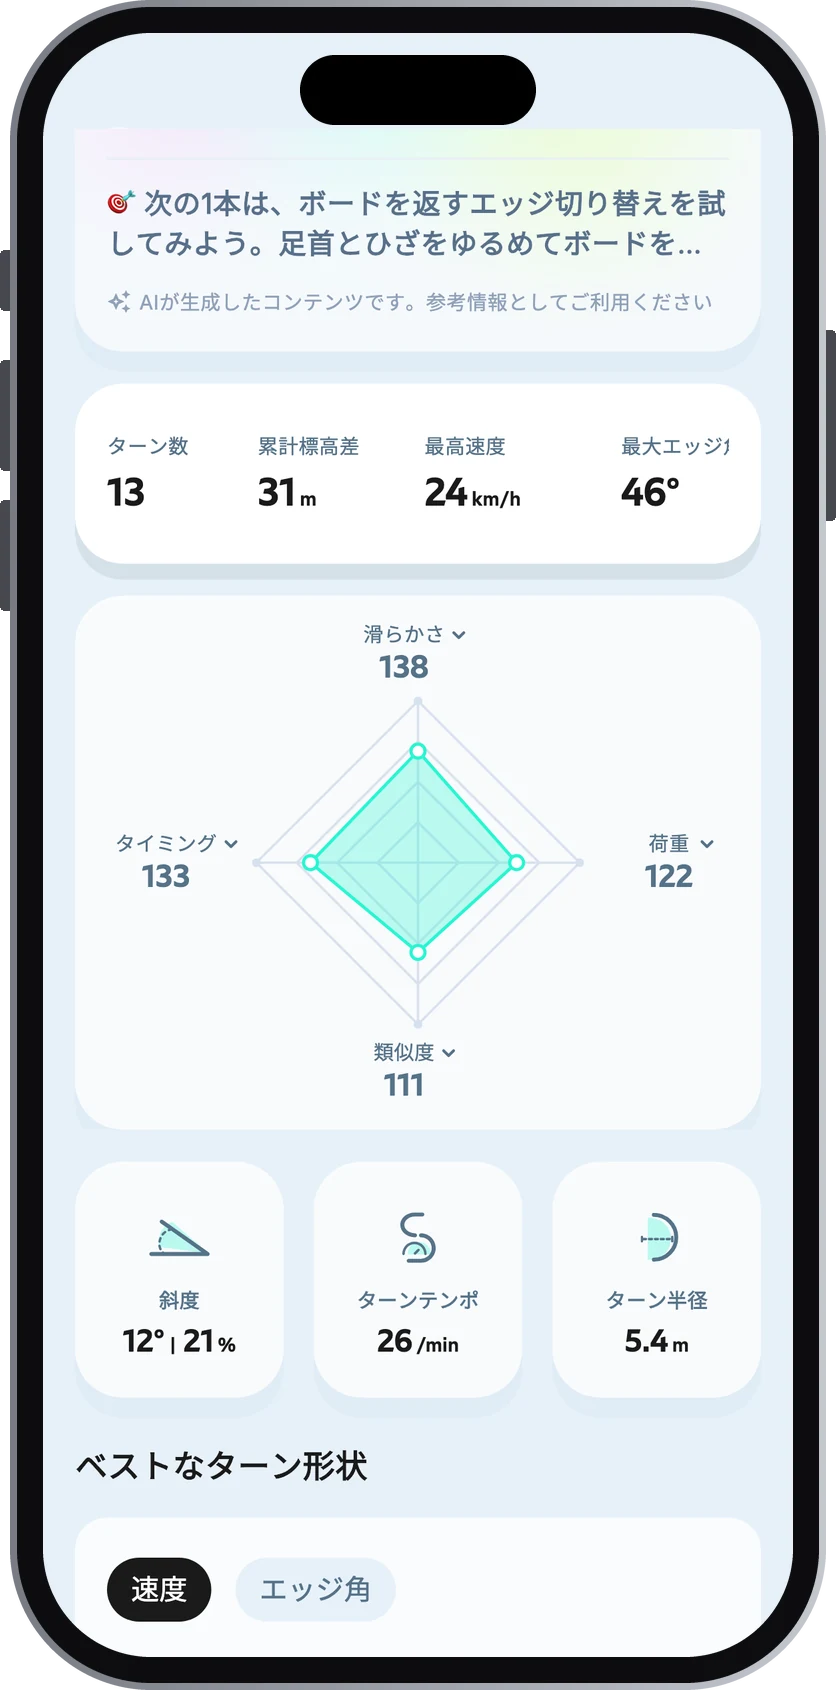 🎯 次の1本は、ボードを返すエッジ切り替えを試
してみよう。足首とひざをゆるめてボードを...
AIが生成したコンテンツです。参考情報としてご利用ください
ターン数 累計標高差 最高速度 最大エッジ
13 31 m 24 km/h 46°
滑らかさ
138
タイミング 荷重
133 122
類似度
111
斜度 ターンテンポ ターン半径
12° | 21 % 26 /min 5.4 m
ベストなターン形状
速度 エッジ角